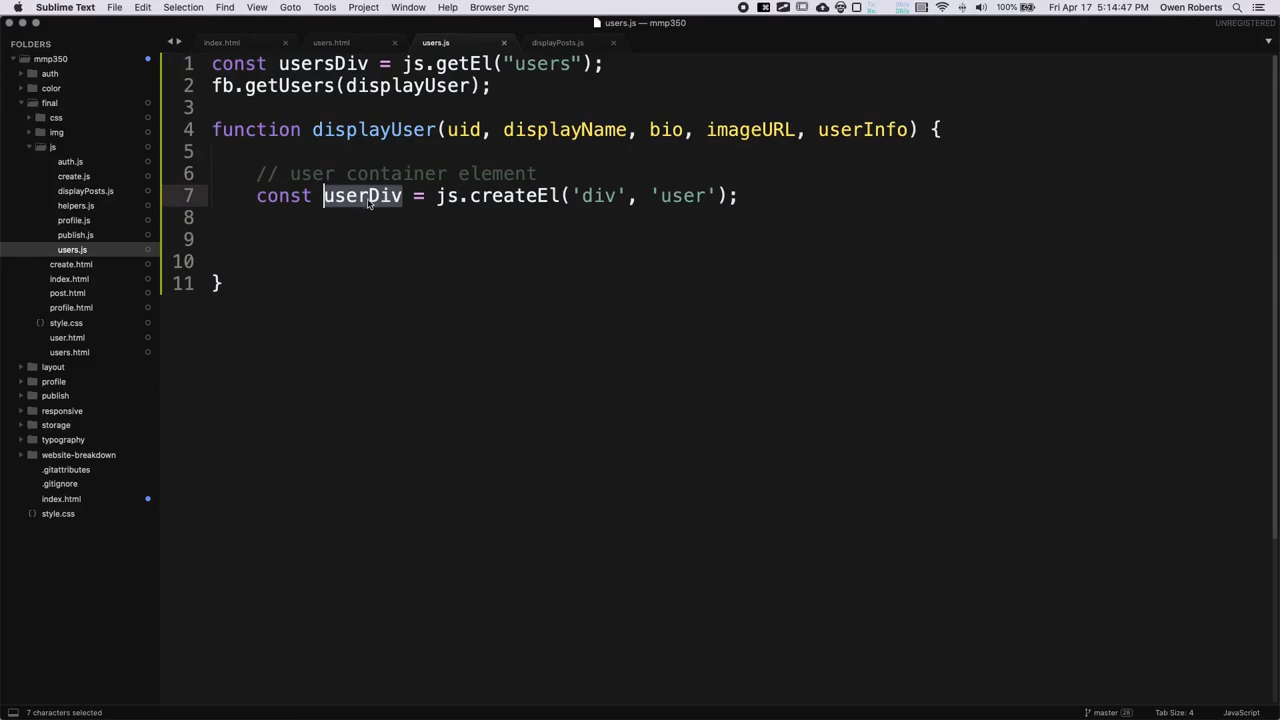 Sublime Text File Edit Selection Find View Goto Tools Project Window Help Browser Sync 100% Fri Apr 17 5:14:47 PM Owen Roberts
users.js — mmp350 UNREGISTERED
FOLDERS
mmp350
auth
color
final
css
img
js
auth.js
create.js
displayPosts.js
helpers.js
profile.js
publish.js
users.js
create.html
index.html
post.html
profile.html
style.css
user.html
users.html
layout
profile
publish
responsive
storage
typography
website-breakdown
.gitattributes
.gitignore
index.html
style.css
index.html users.html users.js displayPosts.js
1 const usersDiv = js.getEl("users");
2 fb.getUsers(displayUser);
3
4 function displayUser(uid, displayName, bio, imageURL, userInfo) {
5
6 // user container element
7 const userDiv = js.createEl('div', 'user');
8
9
10
11 }
7 characters selected master 26 Tab Size: 4 JavaScript